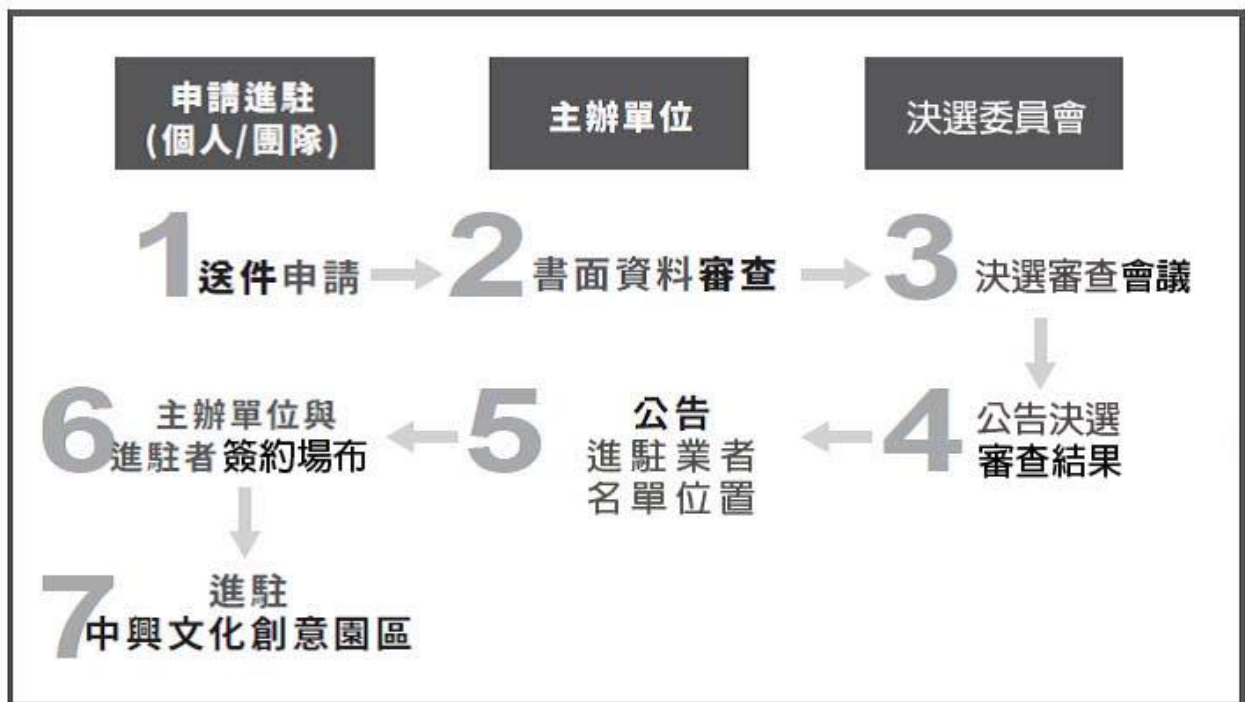 申請進駐
(個人/團隊)
主辦單位
決選委員會
1 送件申請
2 書面資料審查
3 決選審查會議
4 公告決選
審查結果
5 公告
進駐業者
名單位置
6 主辦單位與
進駐者簽約場布
7 進駐
中興文化創意園區